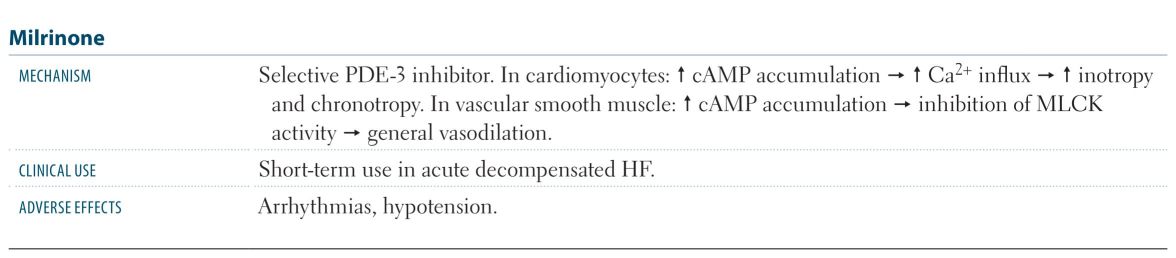 Milrinone
MECHANISM Selective PDE-3 inhibitor. In cardiomyocytes: ↑ cAMP accumulation → ↑ Ca²⁺ influx → ↑ inotropy
and chronotropy. In vascular smooth muscle: ↑ cAMP accumulation → inhibition of MLCK
activity → general vasodilation.
CLINICAL USE Short-term use in acute decompensated HF.
ADVERSE EFFECTS Arrhythmias, hypotension.